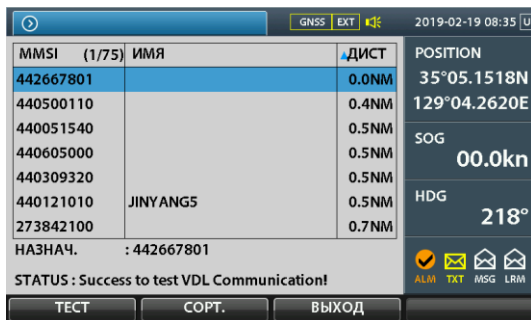 GNSS EXT 2019-02-19 08:35 U
MMSI (1/75) ИМЯ ДИСТ
442667801 0.0NM
440500110 0.4NM
440051540 0.5NM
440605000 0.5NM
440309320 0.5NM
440121010 JINYANG5 0.5NM
273842100 0.7NM
НАЗНАЧ. : 442667801
STATUS : Success to test VDL Communication!
ТЕСТ СОРТ. ВЫХОД
POSITION
35°05.1518N
129°04.2620E
SOG
00.0kn
HDG
218°
ALM TXT MSG LRM